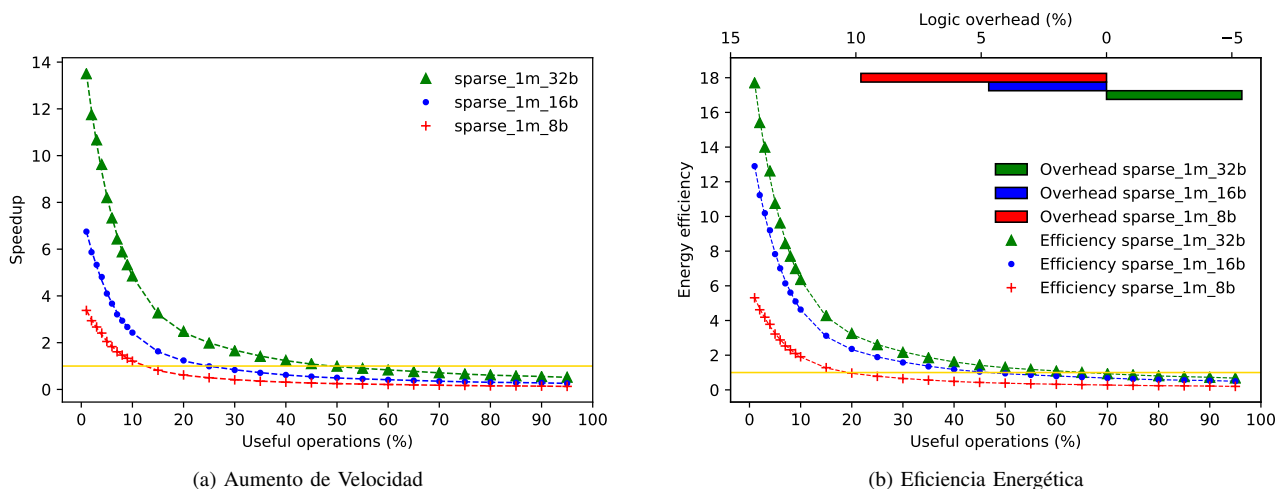 14
12
10
8
6
4
2
0
Speedup
sparse_1m_32b
sparse_1m_16b
sparse_1m_8b
0 10 20 30 40 50 60 70 80 90 100
Useful operations (%)
(a) Aumento de Velocidad
Logic overhead (%)
15 10 5 0 −5
18
16
14
12
10
8
6
4
2
0
Energy efficiency
Overhead sparse_1m_32b
Overhead sparse_1m_16b
Overhead sparse_1m_8b
Efficiency sparse_1m_32b
Efficiency sparse_1m_16b
Efficiency sparse_1m_8b
0 10 20 30 40 50 60 70 80 90 100
Useful operations (%)
(b) Eficiencia Energética